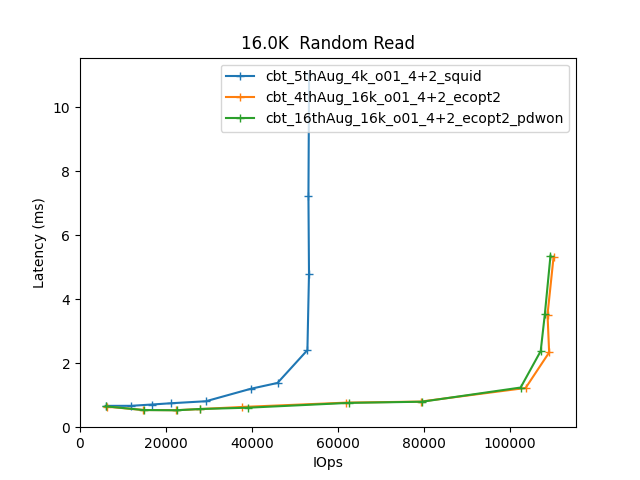 16.0K  Random Read
cbt_5thAug_4k_o01_4+2_squid
cbt_4thAug_16k_o01_4+2_ecopt2
cbt_16thAug_16k_o01_4+2_ecopt2_pdwon
10
8
6
4
2
0
Latency (ms)
0 20000 40000 60000 80000 100000
IOps